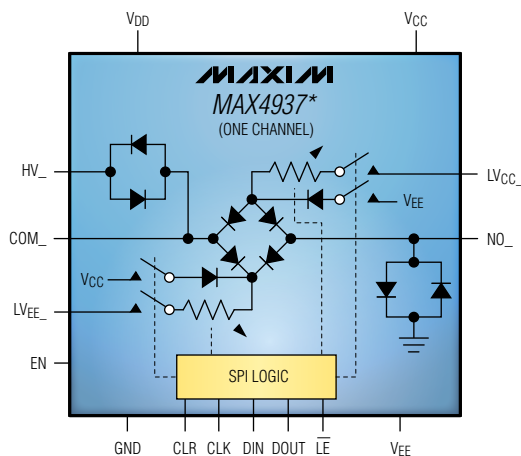 VDD
VCC
MAXIM
MAX4937*
(ONE CHANNEL)
HV_
LVCC_
VEE
COM_
NO_
VCC
LVEE_
EN
SPI LOGIC
GND CLR CLK DIN DOUT LE VEE